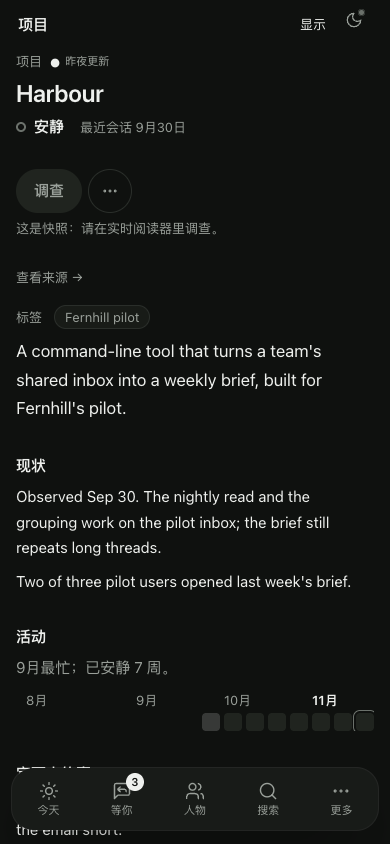 项目
显示
项目 昨夜更新
Harbour
安静 最近会话 9月30日
调查
这是快照：请在实时阅读器里调查。
查看来源 →
标签 Fernhill pilot
A command-line tool that turns a team's
shared inbox into a weekly brief, built for
Fernhill's pilot.
现状
Observed Sep 30. The nightly read and the
grouping work on the pilot inbox; the brief still
repeats long threads.
Two of three pilot users opened last week's brief.
活动
9月最忙；已安静 7 周。
8月 9月 10月 11月
3
今天 等你 人物 搜索 更多
the email short.